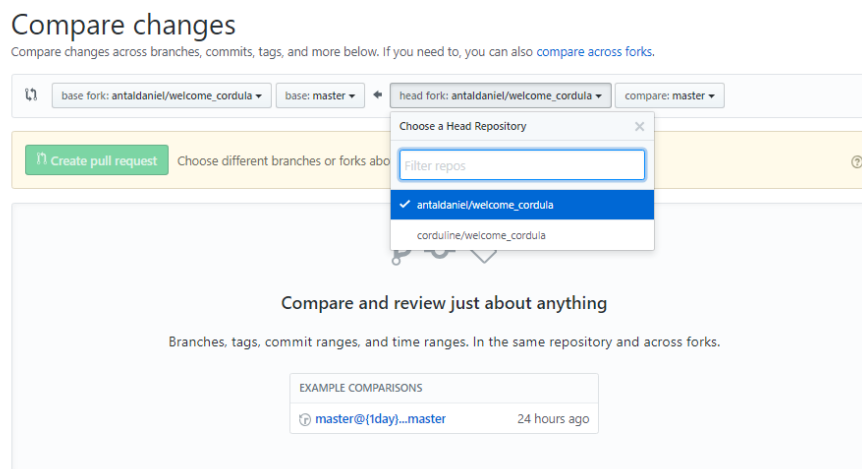 Compare changes
Compare changes across branches, commits, tags, and more below. If you need to, you can also compare across forks.
base fork: antaldaniel/welcome_cordula base: master head fork: antaldaniel/welcome_cordula compare: master
Choose a Head Repository
Create pull request Choose different branches or forks abo
Filter repos
antaldaniel/welcome_cordula
corduline/welcome_cordula
Compare and review just about anything
Branches, tags, commit ranges, and time ranges. In the same repository and across forks.
EXAMPLE COMPARISONS
master@{1day}...master 24 hours ago